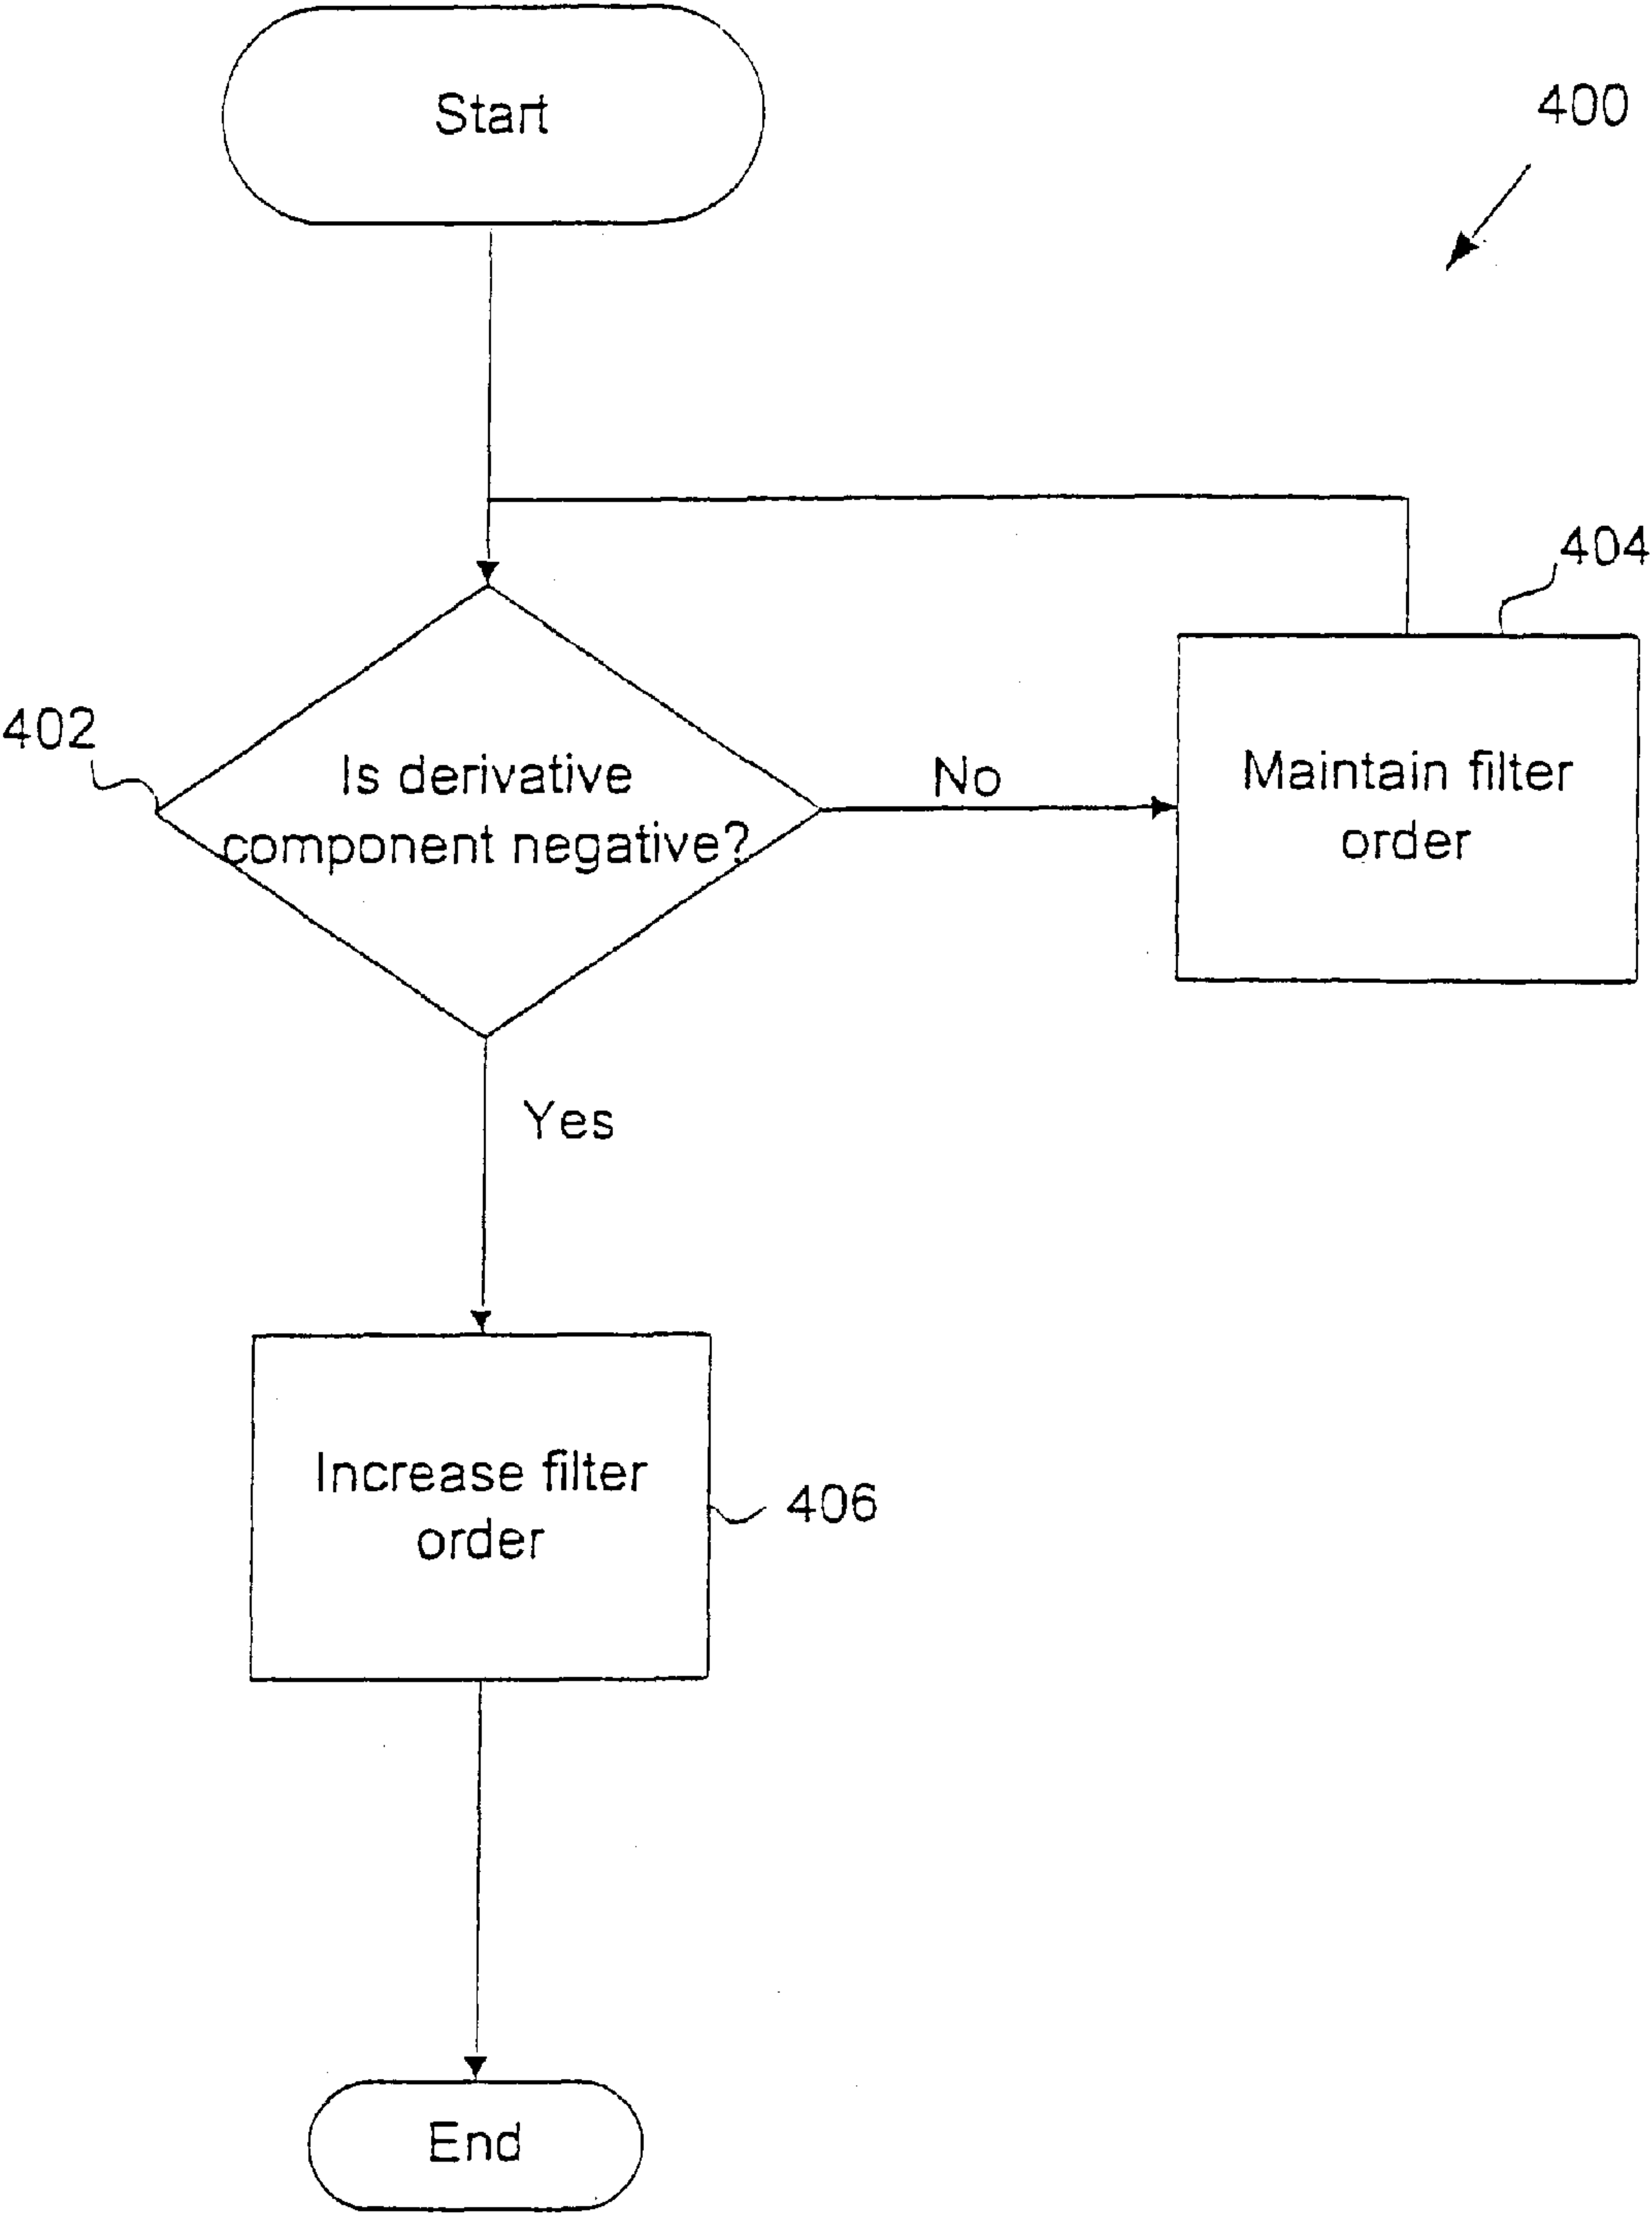 Start
400
404
402
Is derivative
component negative?
No
Maintain filter
order
Yes
Increase filter
order
406
End